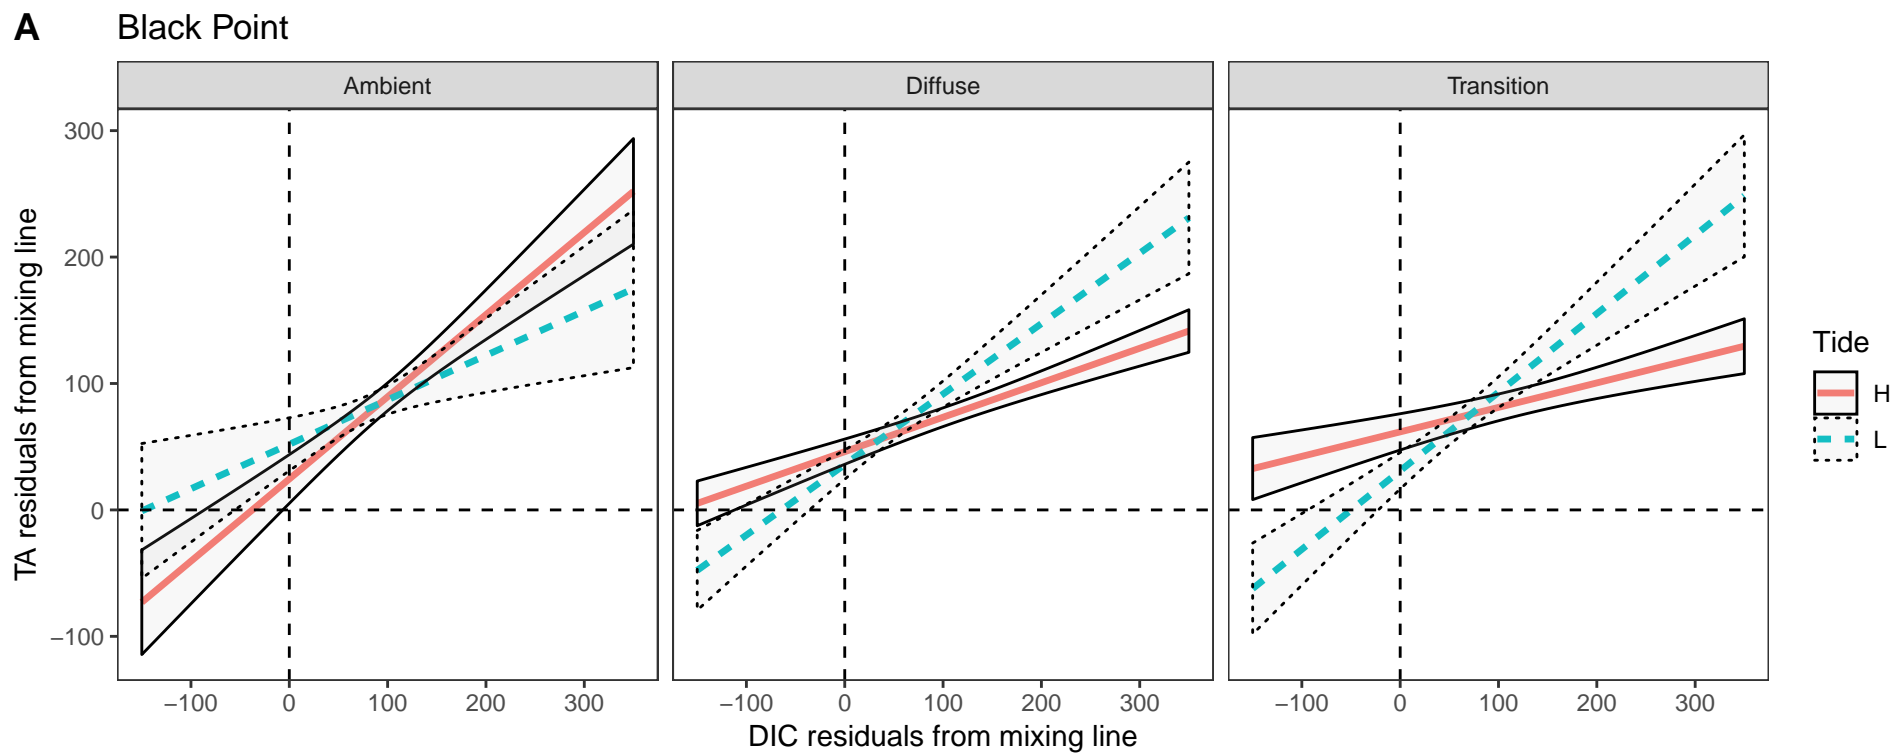 A Black Point
Ambient Diffuse Transition
300
200
100
0
−100
TA residuals from mixing line
−100 0 100 200 300 −100 0 100 200 300 −100 0 100 200 300
DIC residuals from mixing line
Tide
H
L